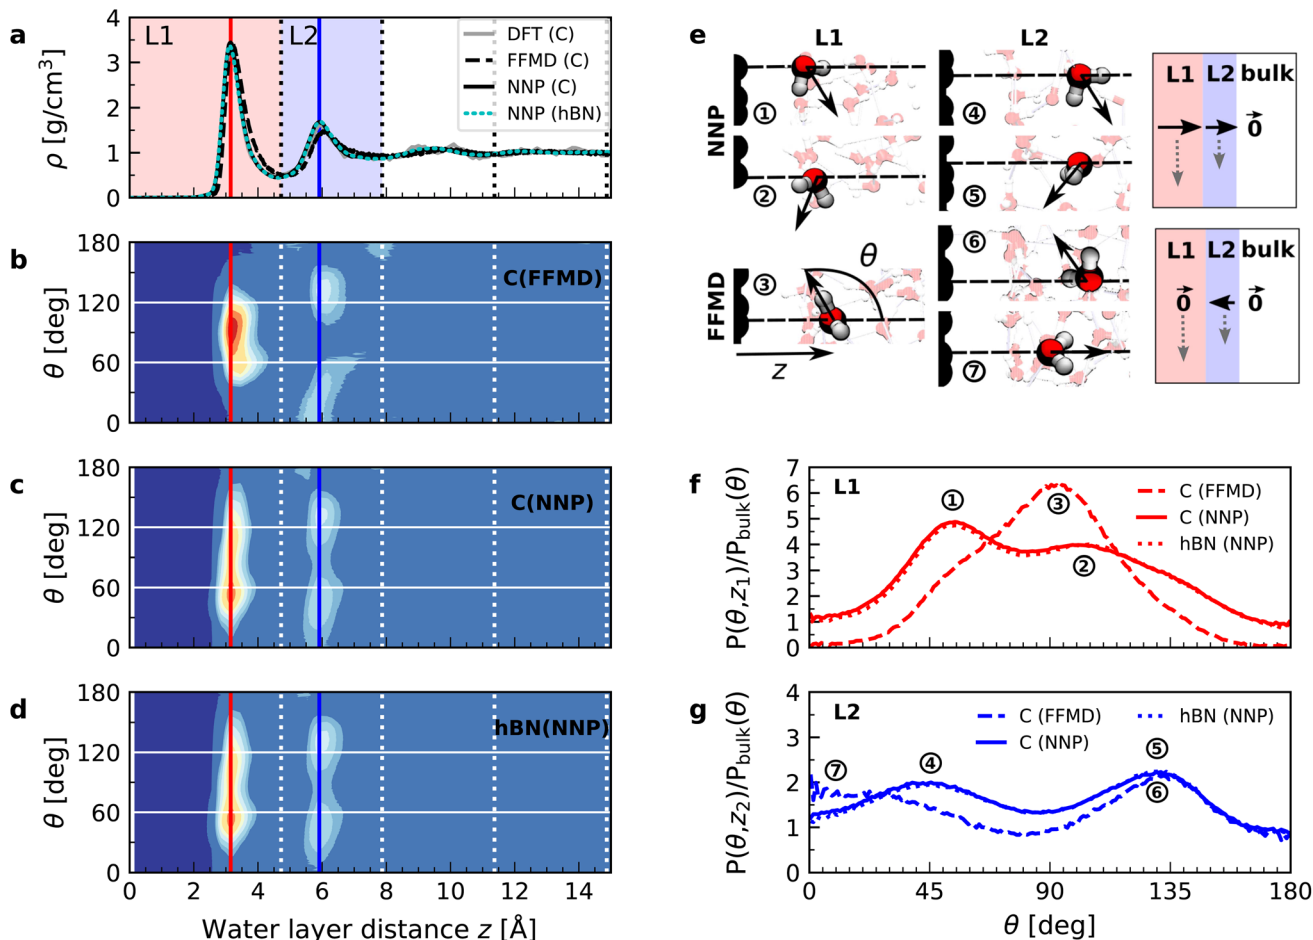 a
ρ [g/cm³]
4
3
2
1
0
L1
L2
DFT (C)
FFMD (C)
NNP (C)
NNP (hBN)
b
θ [deg]
180
120
60
0
C(FFMD)
c
θ [deg]
180
120
60
0
C(NNP)
d
θ [deg]
180
120
60
0
hBN(NNP)
0 2 4 6 8 10 12 14
Water layer distance z [Å]
e
L1
L2
NNP
①
②
④
⑤
FFMD
③
θ
z
⑥
⑦
L1 L2 bulk
0⃗
L1 L2 bulk
0⃗ 0⃗
f
P(θ,z₁)/P_bulk(θ)
7
6
5
4
3
2
1
0
L1
①
③
②
C (FFMD)
C (NNP)
hBN (NNP)
g
P(θ,z₂)/P_bulk(θ)
4
3
2
1
0
L2
C (FFMD)
C (NNP)
hBN (NNP)
⑦
④
⑤
⑥
0 45 90 135 180
θ [deg]